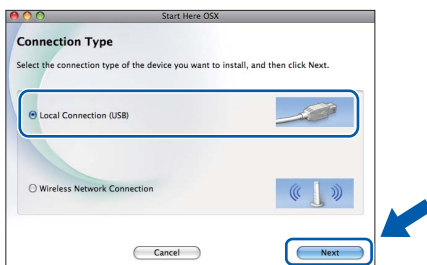 Start Here OSX
Connection Type
Select the connection type of the device you want to install, and then click Next.
Local Connection (USB)
Wireless Network Connection
Cancel
Next